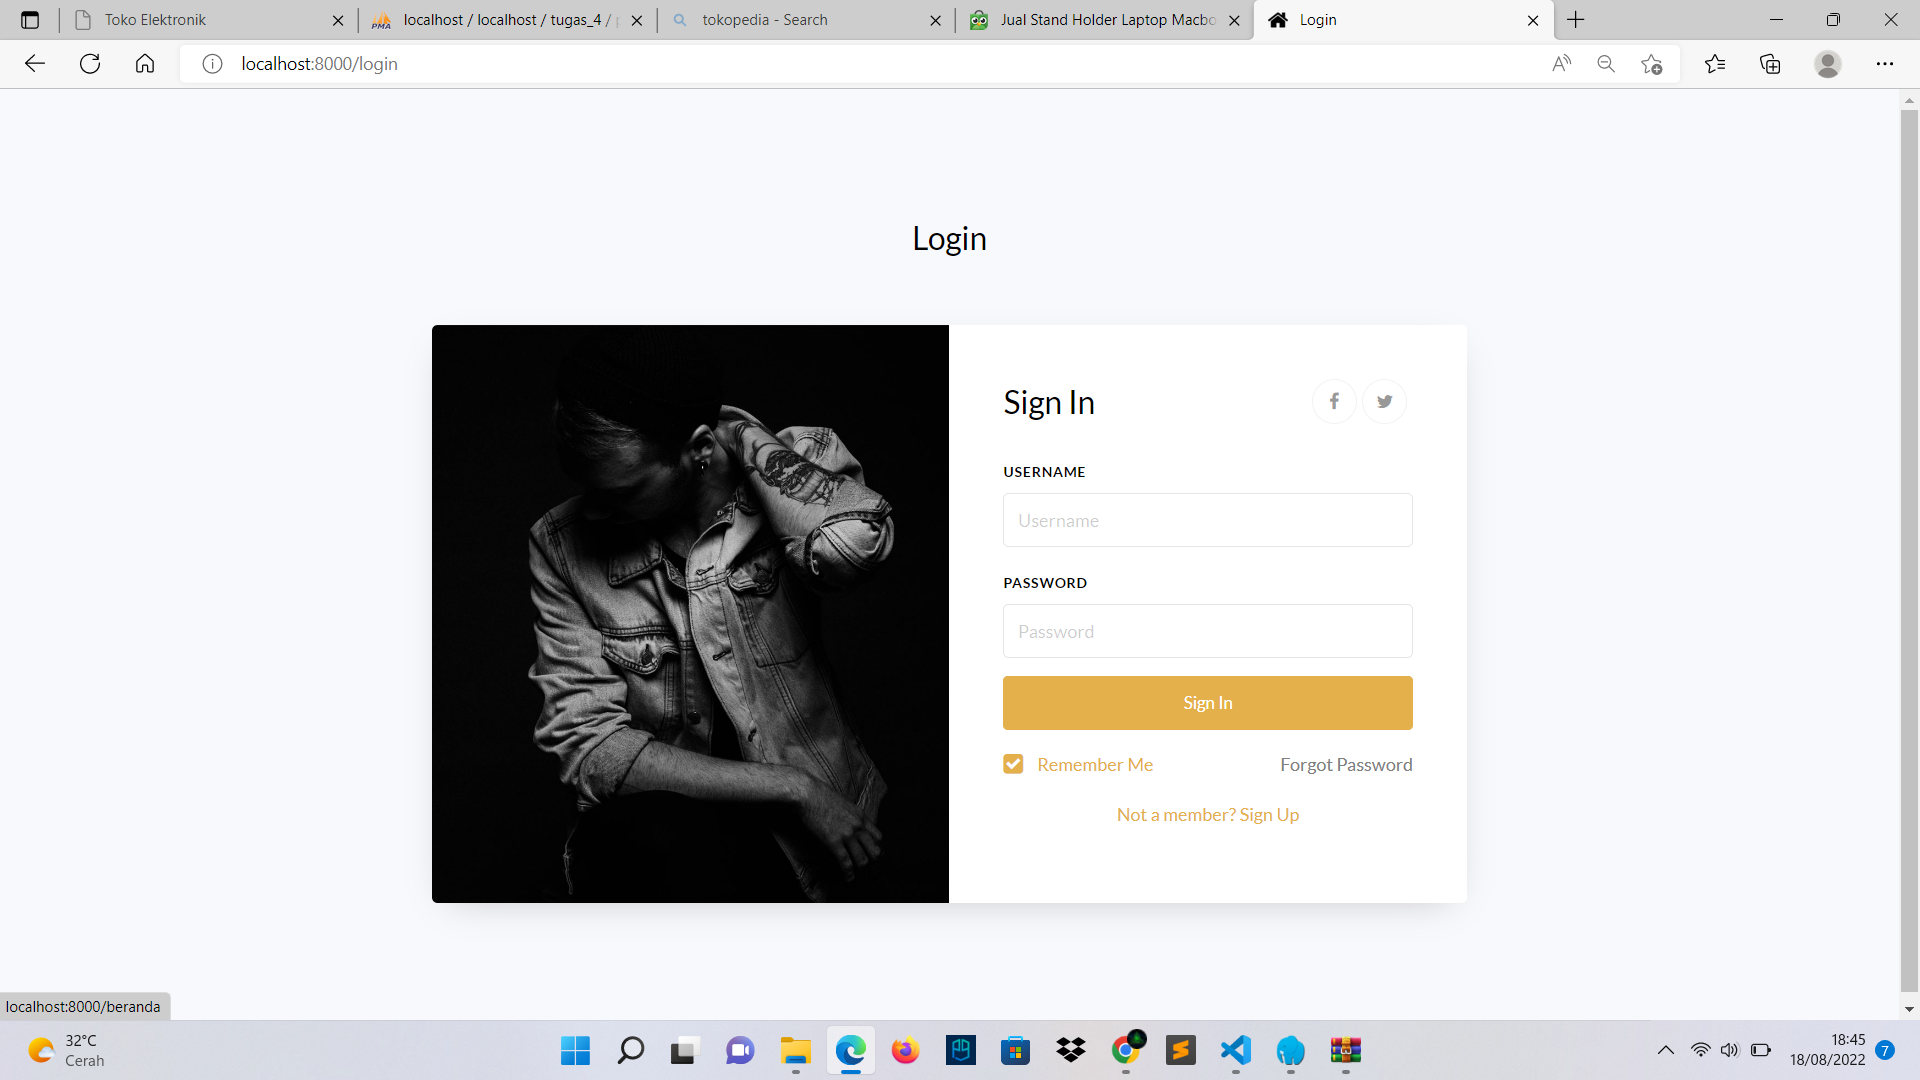 Toko Elektronik
localhost / localhost / tugas_4 /
tokopedia - Search
Jual Stand Holder Laptop Macbo
Login
localhost:8000/login
Login
Sign In
USERNAME
Username
PASSWORD
Password
Sign In
Remember Me
Forgot Password
Not a member? Sign Up
localhost:8000/beranda
32°C
Cerah
18:45
18/08/2022
7